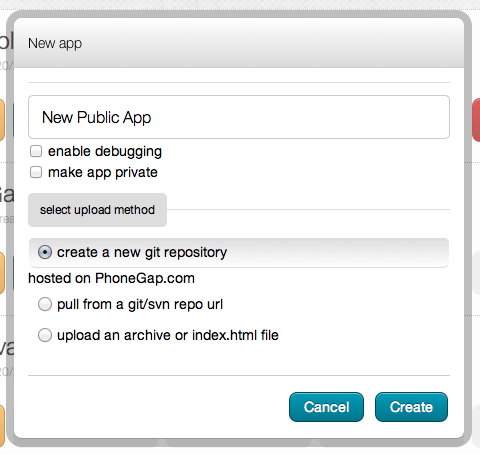 New app
New Public App
enable debugging
make app private
select upload method
create a new git repository
hosted on PhoneGap.com
pull from a git/svn repo url
upload an archive or index.html file
Cancel Create